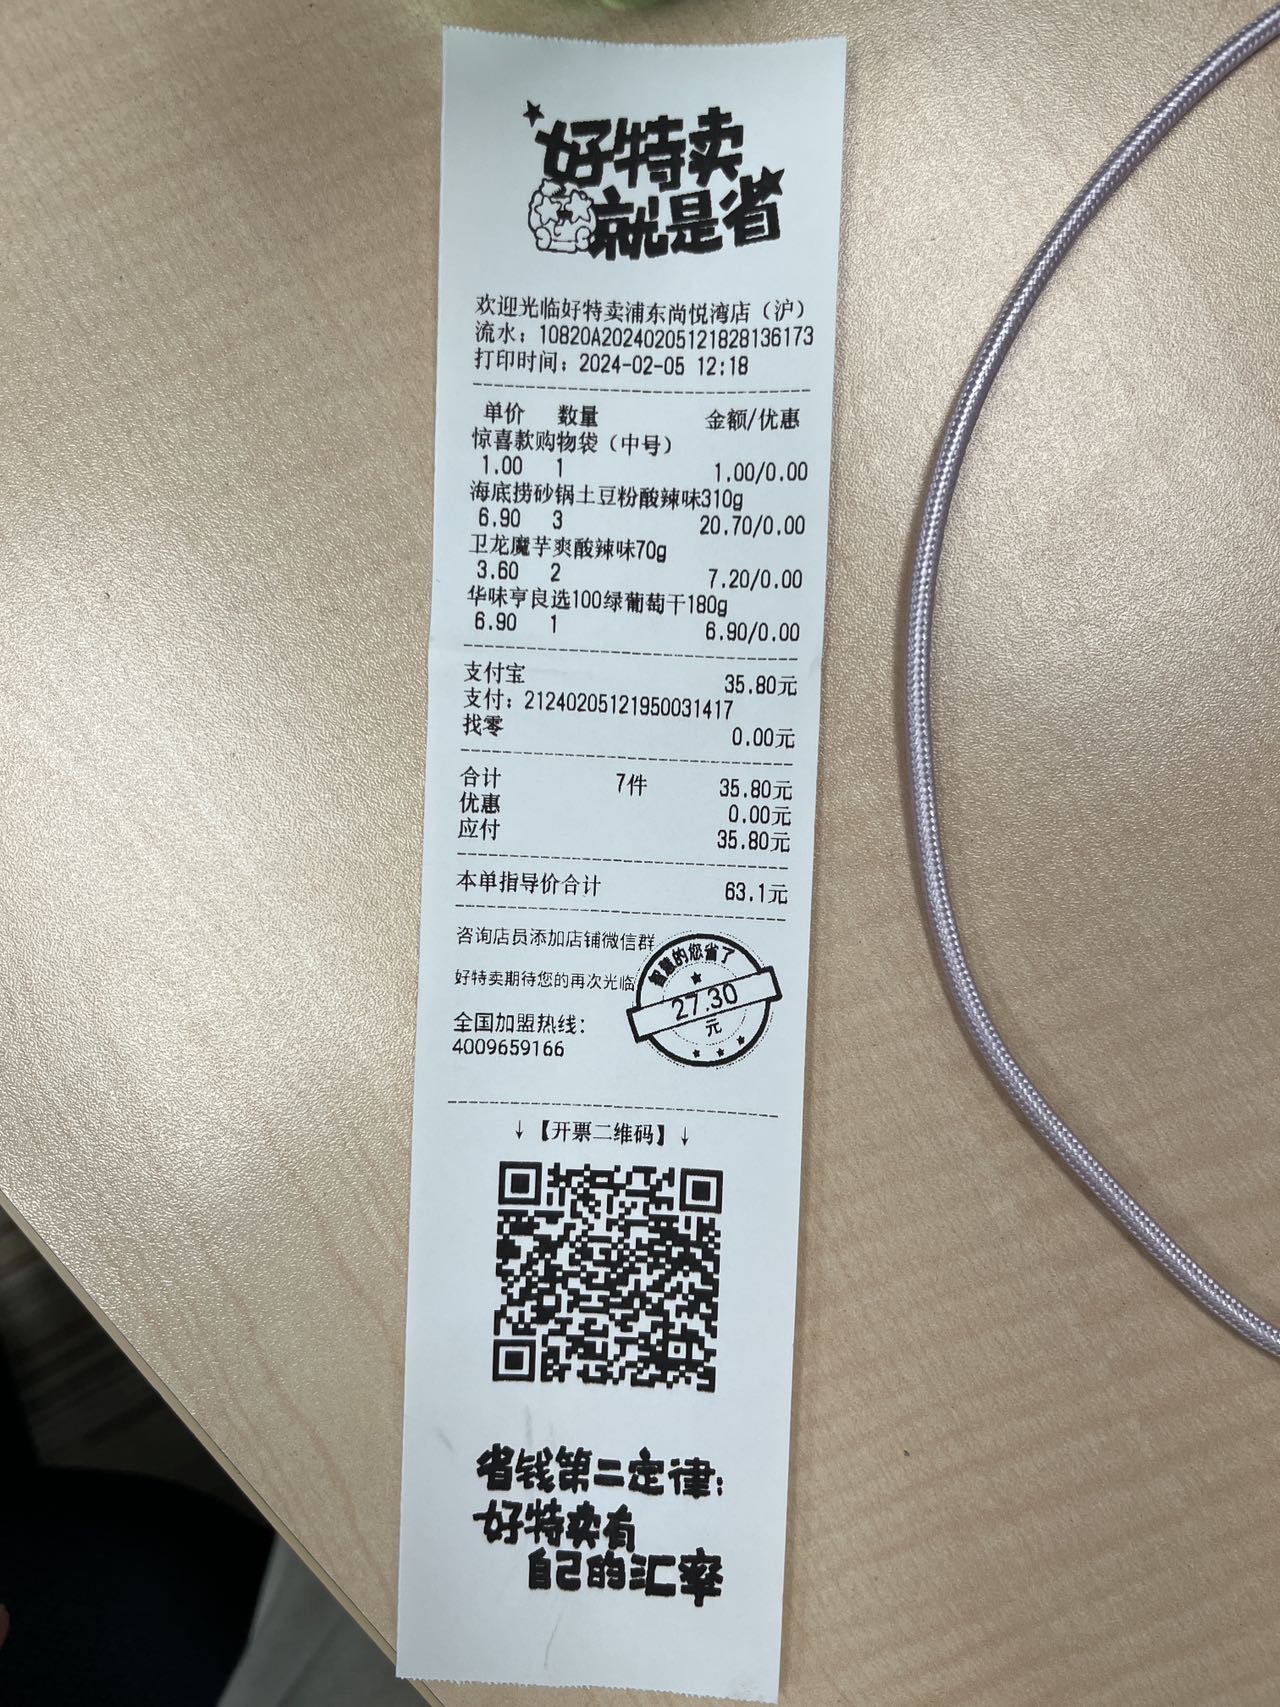 好特卖
就是省
欢迎光临好特卖浦东尚悦湾店（沪）
流水：10820A20240205121828136173
打印时间：2024-02-05 12:18
单价 数量 金额/优惠
惊喜款购物袋（中号）
1.00 1 1.00/0.00
海底捞砂锅土豆粉酸辣味310g
6.90 3 20.70/0.00
卫龙魔芋爽酸辣味70g
3.60 2 7.20/0.00
华味亨良选100绿葡萄干180g
6.90 1 6.90/0.00
支付宝 35.80元
支付：21240205121950031417
找零 0.00元
合计 7件 35.80元
优惠 0.00元
应付 35.80元
本单指导价合计 63.1元
咨询店员添加店铺微信群
好特卖期待您的再次光临
全国加盟热线：
4009659166
智慧的您省了
27.30
元
↓【开票二维码】↓
省钱第二定律：
好特卖有
自己的汇率